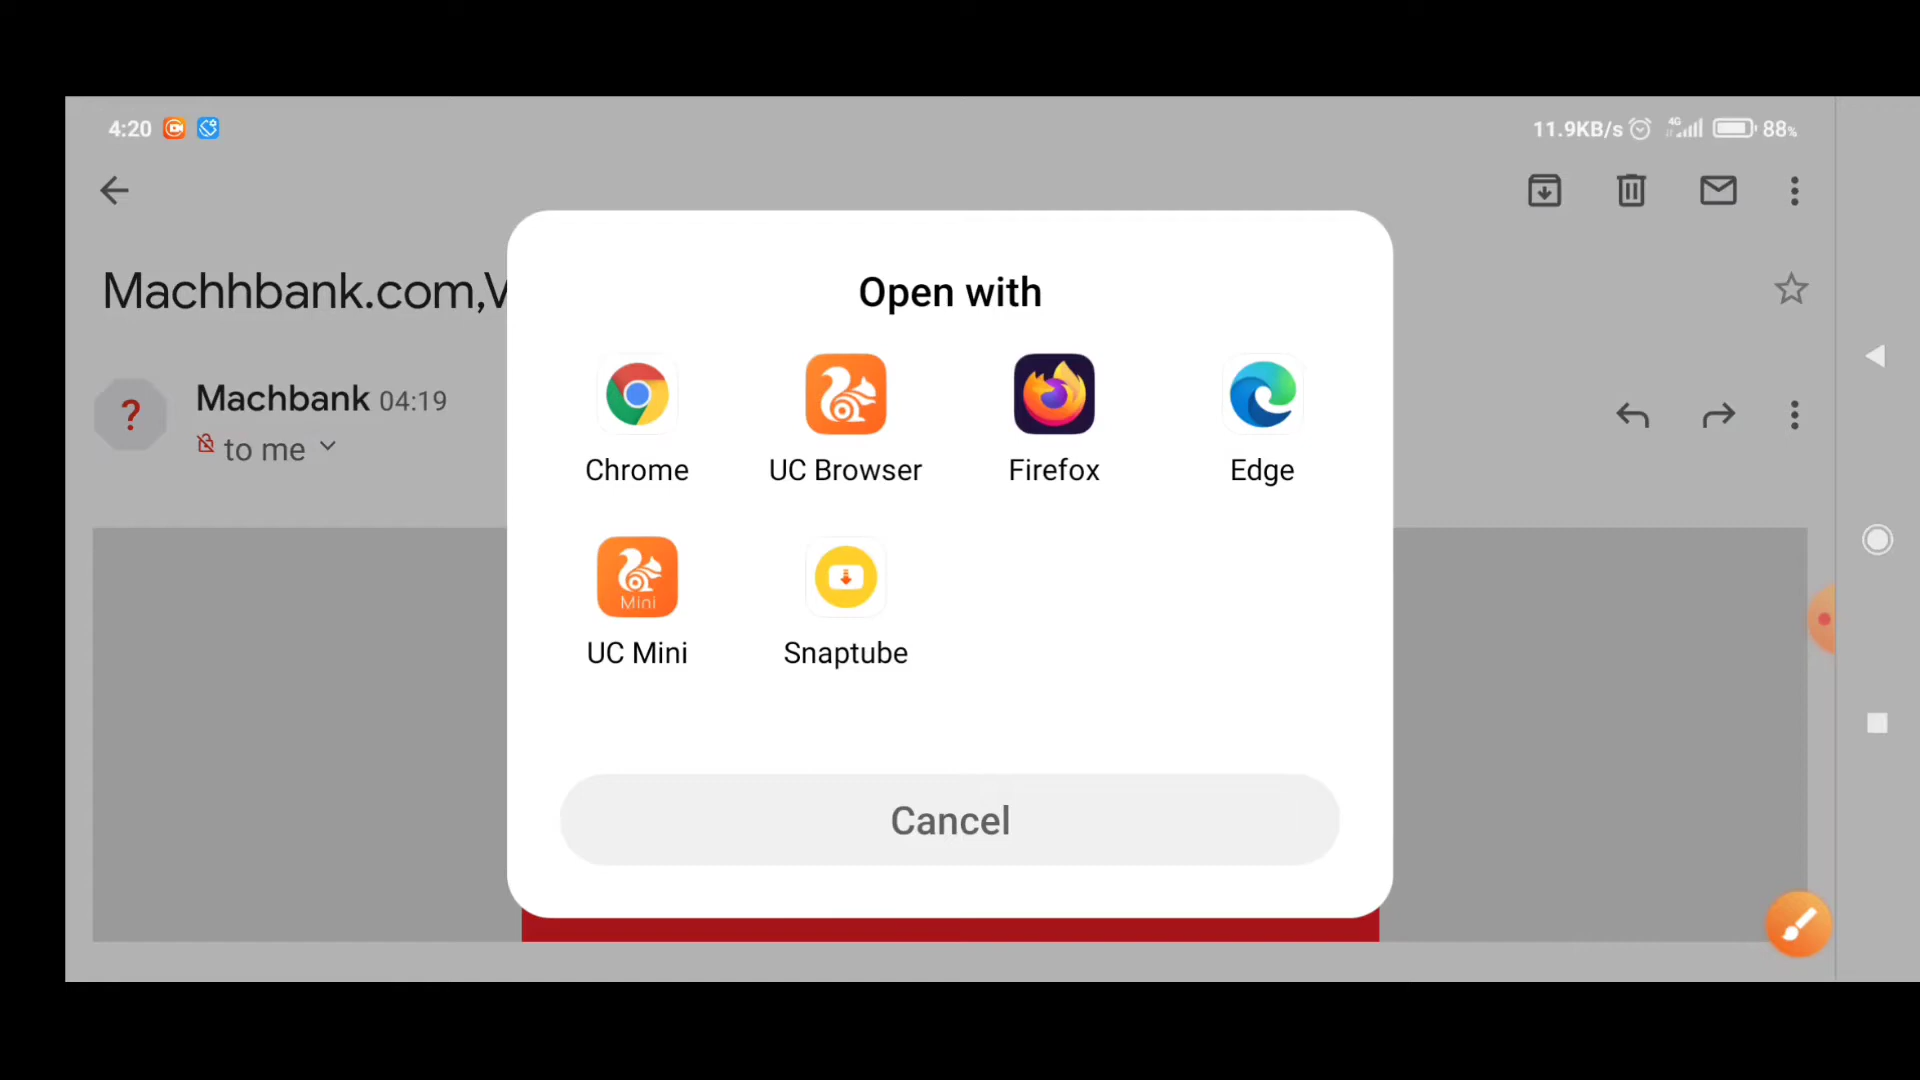 4:20
11.9KB/s 4G 88%
Machhbank.com,V
Open with
Machbank 04:19
to me
Chrome
UC Browser
Firefox
Edge
Mini
UC Mini
Snaptube
Cancel